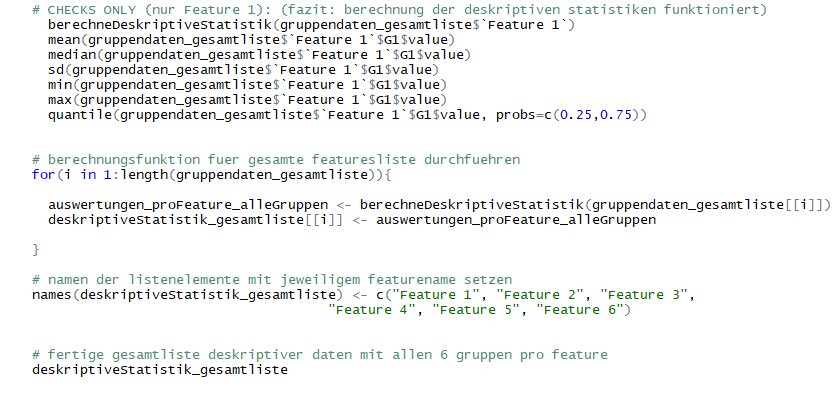 # CHECKS ONLY (nur Feature 1): (fazit: berechnung der deskriptiven statistiken funktioniert)
berechneDeskriptiveStatistik(gruppendaten_gesamtliste$`Feature 1`)
mean(gruppendaten_gesamtliste$`Feature 1`$G1$value)
median(gruppendaten_gesamtliste$`Feature 1`$G1$value)
sd(gruppendaten_gesamtliste$`Feature 1`$G1$value)
min(gruppendaten_gesamtliste$`Feature 1`$G1$value)
max(gruppendaten_gesamtliste$`Feature 1`$G1$value)
quantile(gruppendaten_gesamtliste$`Feature 1`$G1$value, probs=c(0.25,0.75))
# berechnungsfunktion fuer gesamte featuresliste durchfuehren
for(i in 1:length(gruppendaten_gesamtliste)){
auswertungen_proFeature_alleGruppen <- berechneDeskriptiveStatistik(gruppendaten_gesamtliste[[i]])
deskriptiveStatistik_gesamtliste[[i]] <- auswertungen_proFeature_alleGruppen
}
# namen der listenelemente mit jeweiligem featurename setzen
names(deskriptiveStatistik_gesamtliste) <- c("Feature 1", "Feature 2", "Feature 3",
"Feature 4", "Feature 5", "Feature 6")
# fertige gesamtliste deskriptiver daten mit allen 6 gruppen pro feature
deskriptiveStatistik_gesamtliste